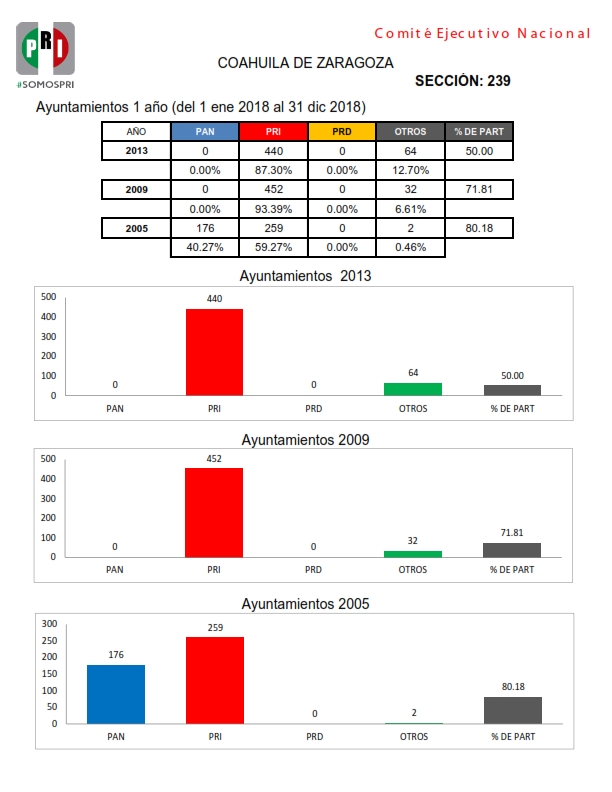 Comité Ejecutivo Nacional
PRI
#SOMOSPRI
COAHUILA DE ZARAGOZA
SECCIÓN: 239
Ayuntamientos 1 año (del 1 ene 2018 al 31 dic 2018)
AÑO PAN PRI PRD OTROS % DE PART
2013 0 440 0 64 50.00
0.00% 87.30% 0.00% 12.70%
2009 0 452 0 32 71.81
0.00% 93.39% 0.00% 6.61%
2005 176 259 0 2 80.18
40.27% 59.27% 0.00% 0.46%
Ayuntamientos 2013
500
400
300
200
100
0
0 440 0 64 50.00
PAN PRI PRD OTROS % DE PART
Ayuntamientos 2009
500
400
300
200
100
0
0 452 0 32 71.81
PAN PRI PRD OTROS % DE PART
Ayuntamientos 2005
300
250
200
150
100
50
0
176 259 0 2 80.18
PAN PRI PRD OTROS % DE PART